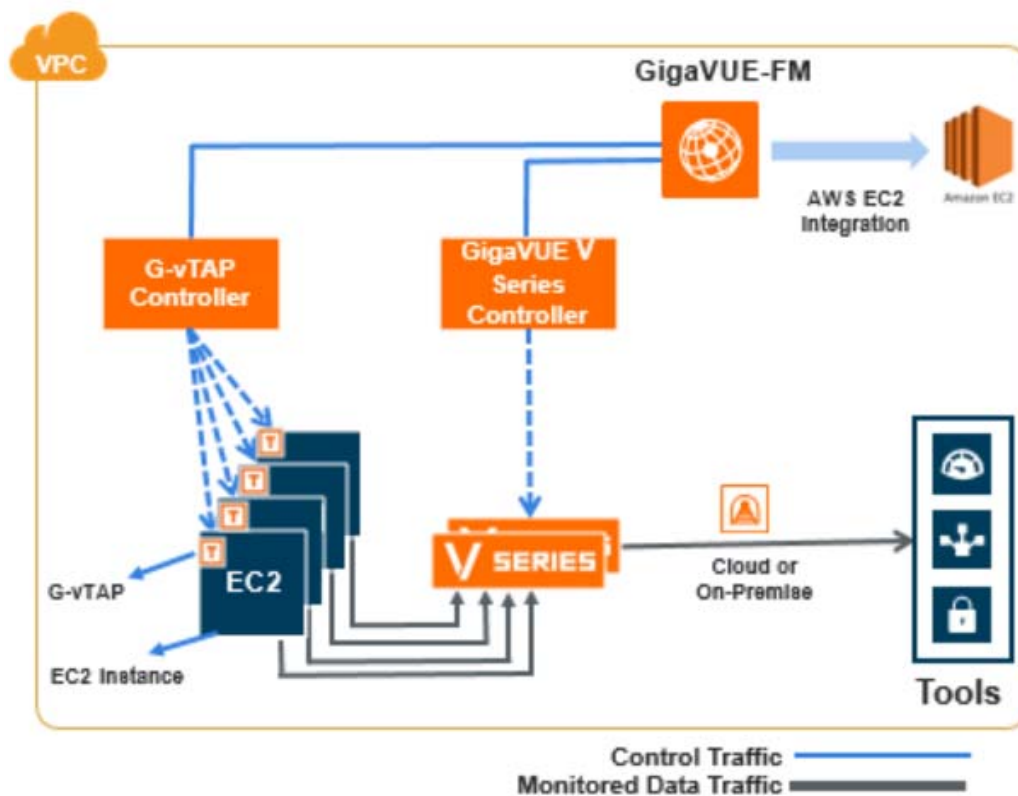 VPC
GigaVUE-FM
Amazon EC2
AWS EC2
Integration
G-vTAP
Controller
GigaVUE V
Series
Controller
T
T
T
T
EC2
G-vTAP
EC2 Instance
V SERIES
Cloud or
On-Premise
Tools
Control Traffic
Monitored Data Traffic